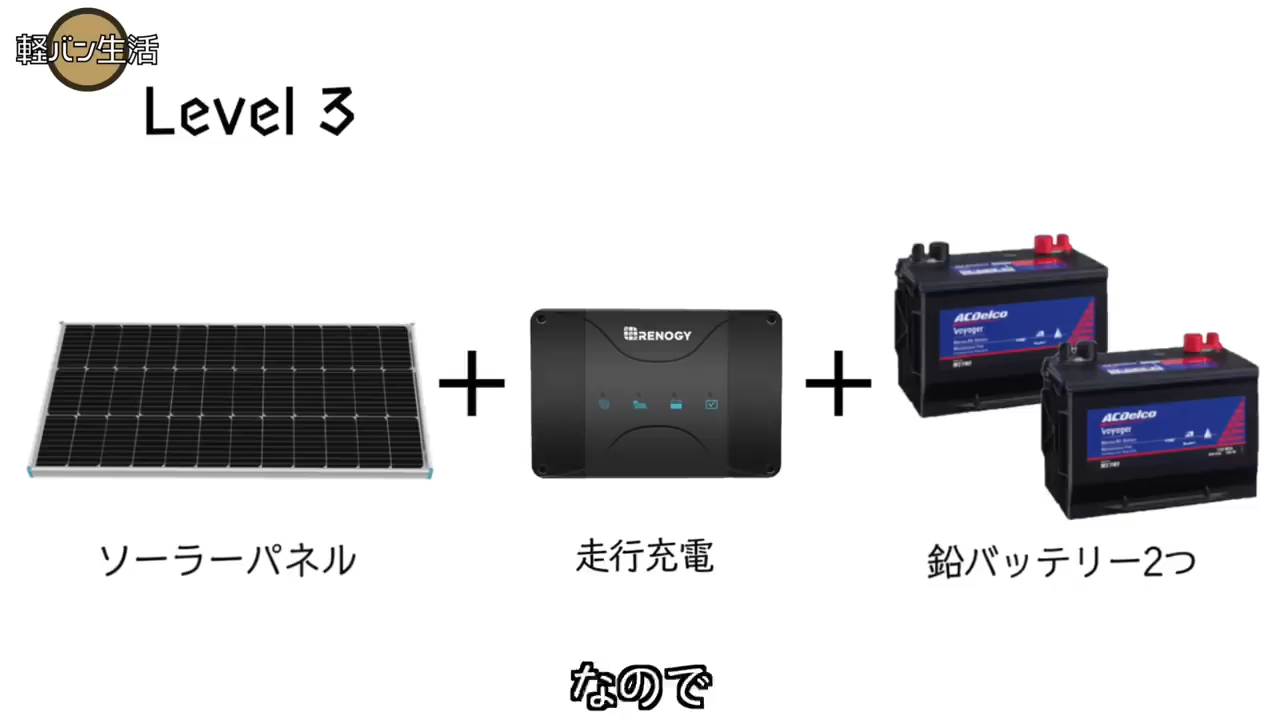 軽バン生活
Level 3
RENOGY
ACDelco
Voyager
ACDelco
Voyager
ソーラーパネル
走行充電
鉛バッテリー2つ
なので